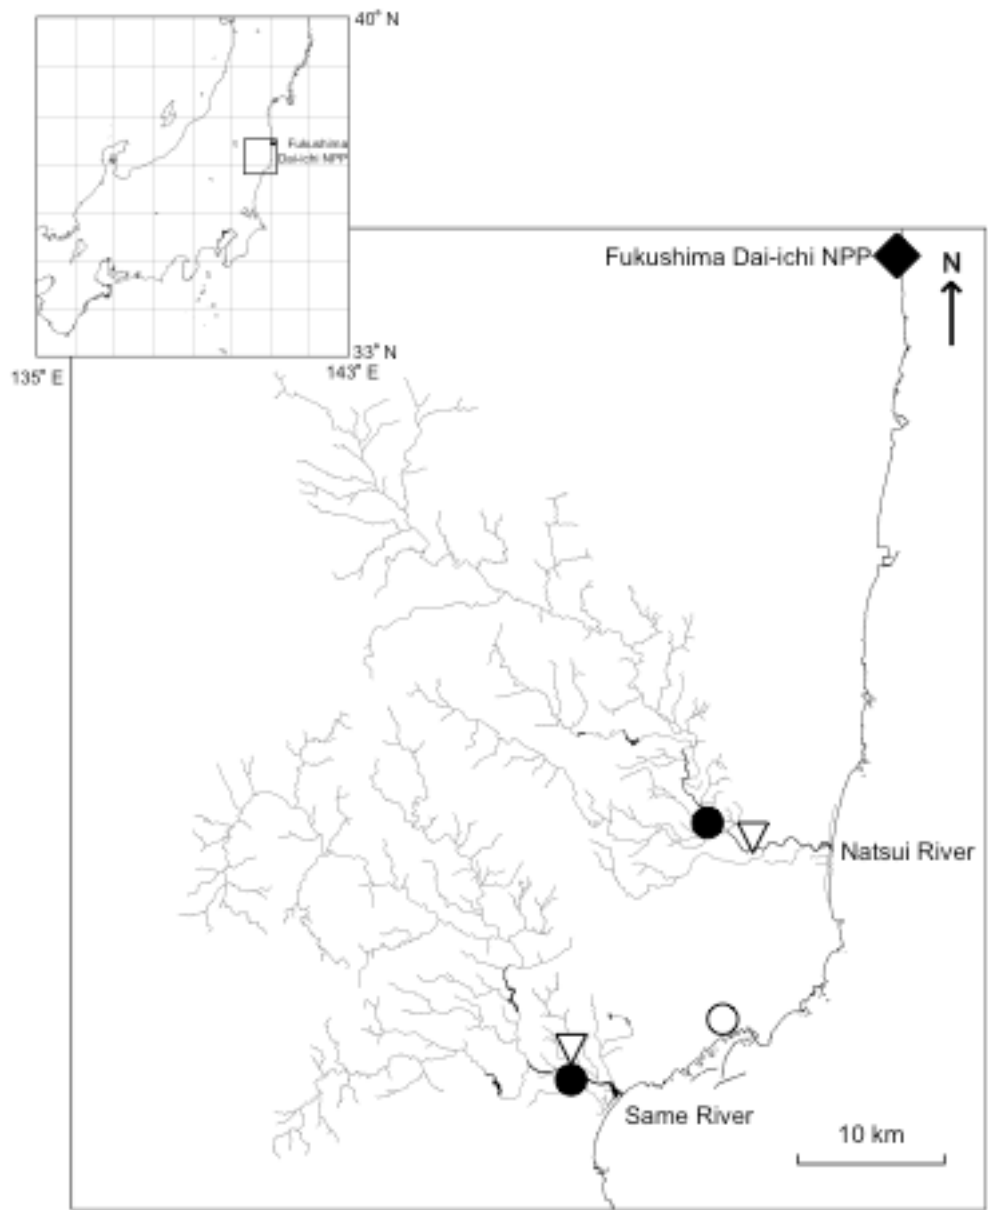 40° N
Fukushima
Dai-ichi NPP
33° N
135° E
143° E
Fukushima Dai-ichi NPP
N
Natsui River
Same River
10 km